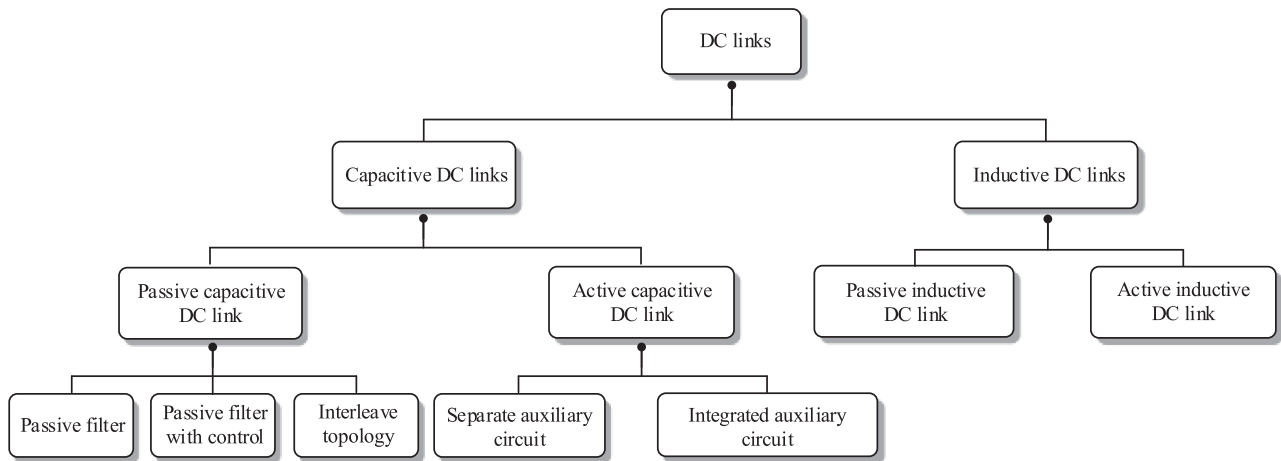 DC links
Capacitive DC links
Inductive DC links
Passive capacitive
DC link
Active capacitive
DC link
Passive inductive
DC link
Active inductive
DC link
Passive filter
Passive filter
with control
Interleave
topology
Separate auxiliary
circuit
Integrated auxiliary
circuit